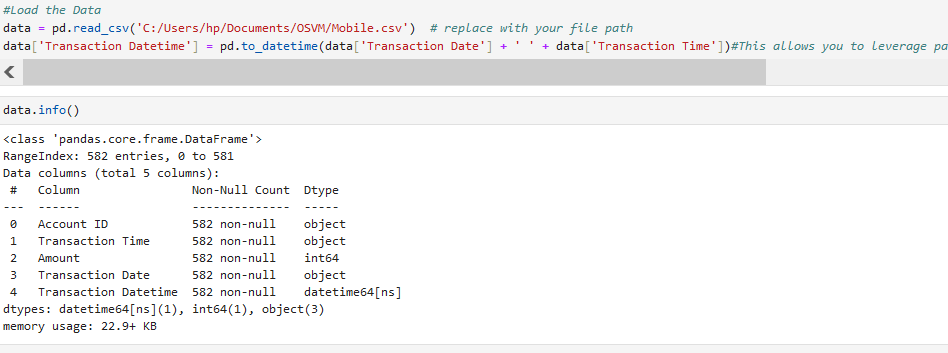 #Load the Data
data = pd.read_csv('C:/Users/hp/Documents/OSVM/Mobile.csv')  # replace with your file path
data['Transaction Datetime'] = pd.to_datetime(data['Transaction Date'] + ' ' + data['Transaction Time'])#This allows you to leverage pa
data.info()
<class 'pandas.core.frame.DataFrame'>
RangeIndex: 582 entries, 0 to 581
Data columns (total 5 columns):
 #   Column                Non-Null Count  Dtype
---  ------                --------------  -----
 0   Account ID            582 non-null    object
 1   Transaction Time      582 non-null    object
 2   Amount                582 non-null    int64
 3   Transaction Date      582 non-null    object
 4   Transaction Datetime  582 non-null    datetime64[ns]
dtypes: datetime64[ns](1), int64(1), object(3)
memory usage: 22.9+ KB